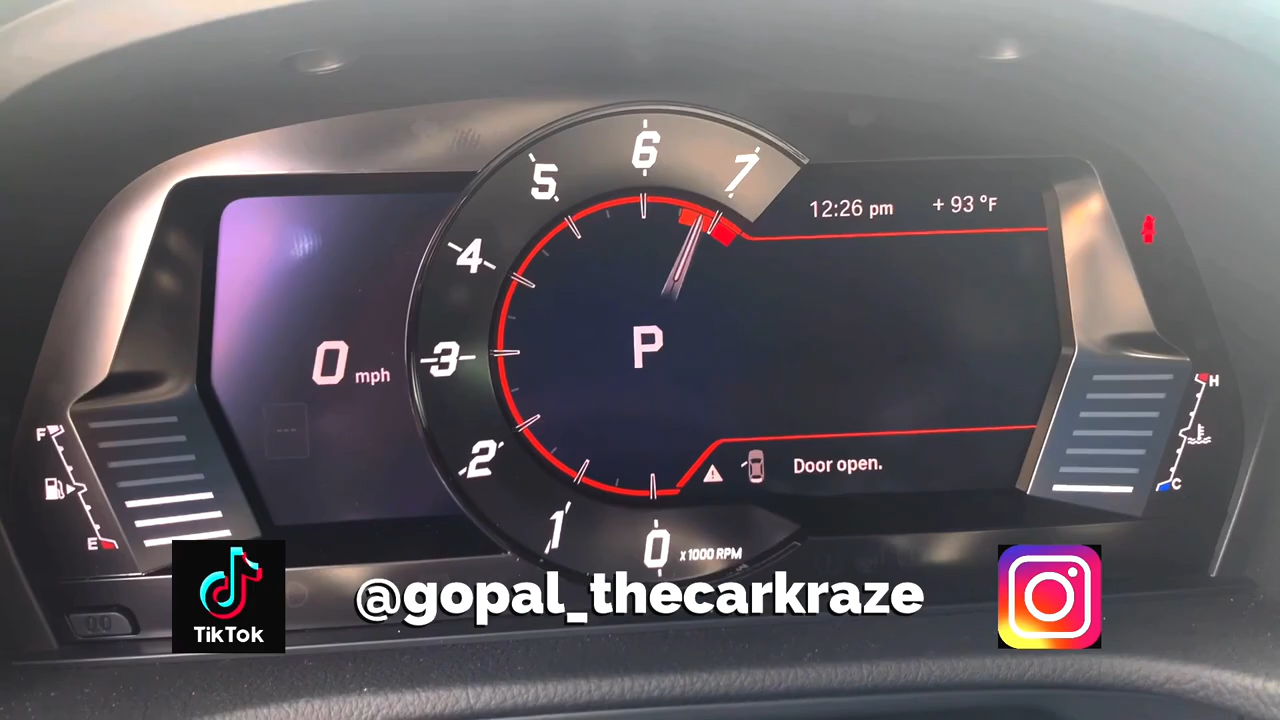 6
5
7
12:26 pm
+ 93 °F
4
3
P
0 mph
---
H
F
C
2
Door open.
E
1
0
x 1000 RPM
@gopal_thecarkraze
TikTok